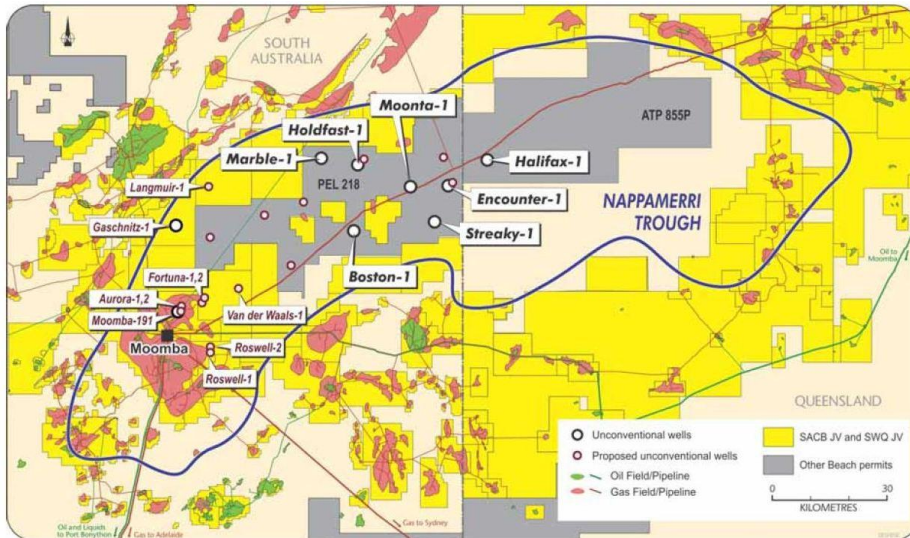 SOUTH
AUSTRALIA
Moonta-1
ATP 855P
Holdfast-1
Marble-1
Halifax-1
PEL 218
Langmuir-1
Encounter-1
NAPPAMERRI
TROUGH
Gaschnitz-1
Streaky-1
Oil to
Moomba
Boston-1
Fortuna-1,2
Aurora-1,2
Moomba-191
Van der Waals-1
Moomba
Roswell-2
Roswell-1
QUEENSLAND
Unconventional wells
Proposed unconventional wells
Oil Field/Pipeline
Gas Field/Pipeline
SACB JV and SWQ JV
Other Beach permits
0 30
KILOMETRES
Oil and Liquids
to Port Bonython
Gas to Adelaide
Gas to Sydney